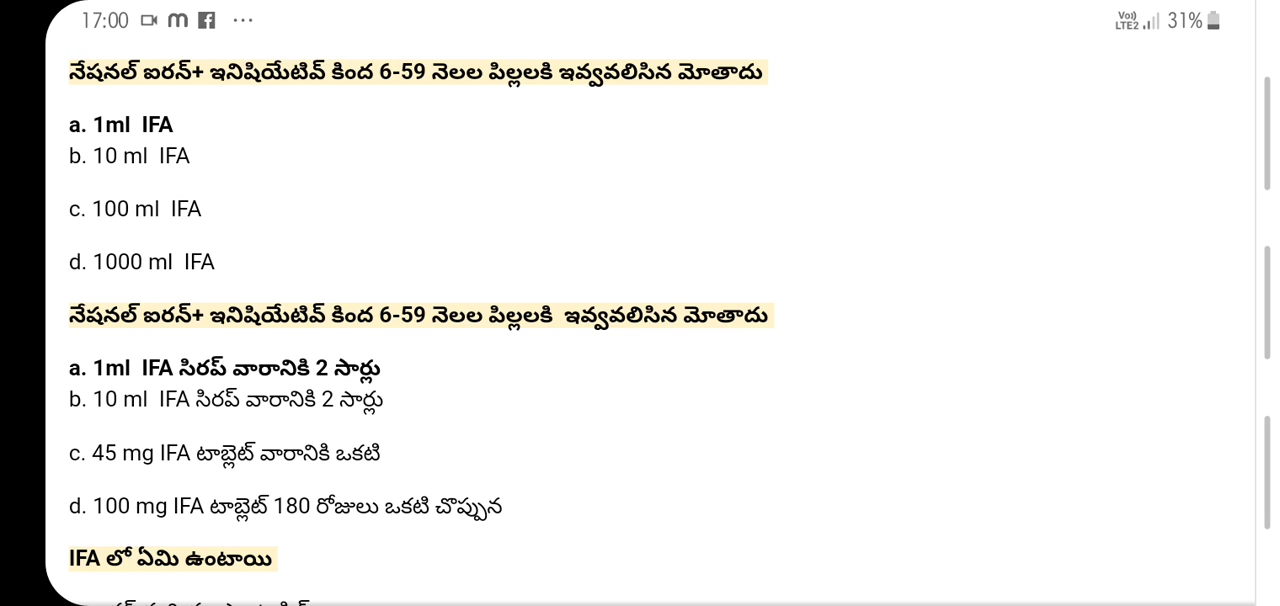 17:00 m f ... Vo)) LTE2 31%
నేషనల్ ఐరన్+ ఇనిషియేటివ్ కింద 6-59 నెలల పిల్లలకి ఇవ్వవలిసిన మోతాదు
a. 1ml IFA
b. 10 ml IFA
c. 100 ml IFA
d. 1000 ml IFA
నేషనల్ ఐరన్+ ఇనిషియేటివ్ కింద 6-59 నెలల పిల్లలకి ఇవ్వవలిసిన మోతాదు
a. 1ml IFA సిరప్ వారానికి 2 సార్లు
b. 10 ml IFA సిరప్ వారానికి 2 సార్లు
c. 45 mg IFA టాబ్లెట్ వారానికి ఒకటి
d. 100 mg IFA టాబ్లెట్ 180 రోజులు ఒకటి చొప్పున
IFA లో ఏమి ఉంటాయి